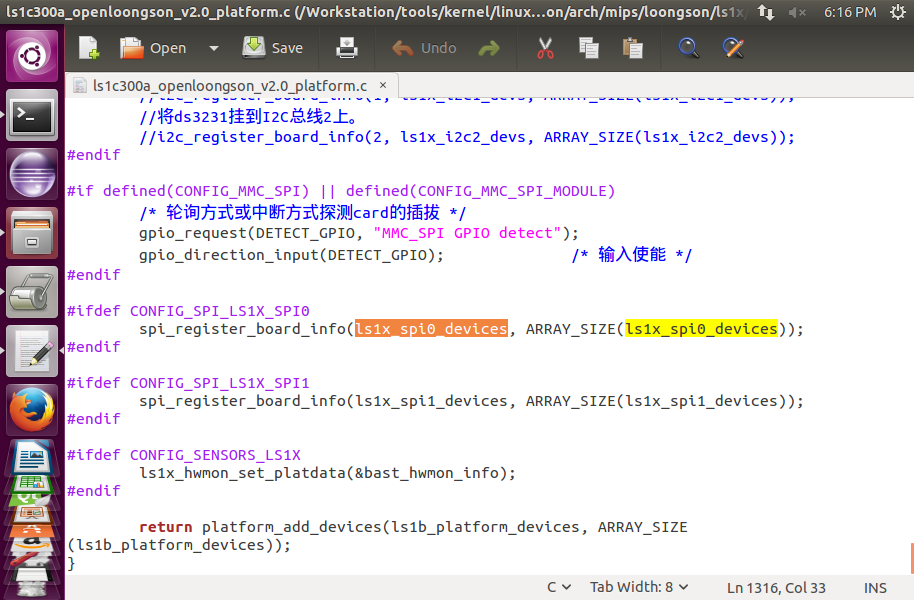 ls1c300a_openloongson_v2.0_platform.c (/Workstation/tools/kernel/linux...on/arch/mips/loongson/ls1x
6:16 PM
Open
Save
Undo
ls1c300a_openloongson_v2.0_platform.c ×
//i2c_register_board_info(1, ls1x_i2c1_devs, ARRAY_SIZE(ls1x_i2c1_devs));
//将ds3231挂到I2C总线2上。
//i2c_register_board_info(2, ls1x_i2c2_devs, ARRAY_SIZE(ls1x_i2c2_devs));
#endif
#if defined(CONFIG_MMC_SPI) || defined(CONFIG_MMC_SPI_MODULE)
/* 轮询方式或中断方式探测card的插拔 */
gpio_request(DETECT_GPIO, "MMC_SPI GPIO detect");
gpio_direction_input(DETECT_GPIO); /* 输入使能 */
#endif
#ifdef CONFIG_SPI_LS1X_SPI0
spi_register_board_info(ls1x_spi0_devices, ARRAY_SIZE(ls1x_spi0_devices));
#endif
#ifdef CONFIG_SPI_LS1X_SPI1
spi_register_board_info(ls1x_spi1_devices, ARRAY_SIZE(ls1x_spi1_devices));
#endif
#ifdef CONFIG_SENSORS_LS1X
ls1x_hwmon_set_platdata(&bast_hwmon_info);
#endif
return platform_add_devices(ls1b_platform_devices, ARRAY_SIZE
(ls1b_platform_devices));
}
C Tab Width: 8 Ln 1316, Col 33 INS